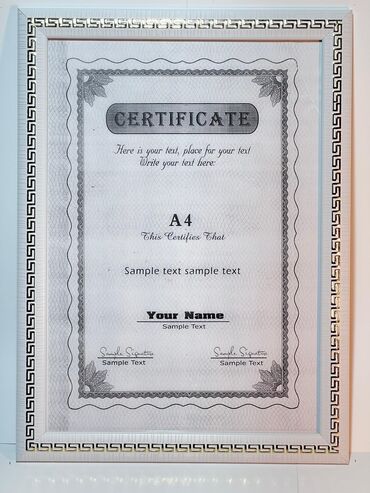 CERTIFICATE
Here is your text, place for your text
Write your text here:
A4
This Certifies That
Sample text sample text
Your Name
Sample Text
Sample Signature Sample Signature
Sample Text Sample Text